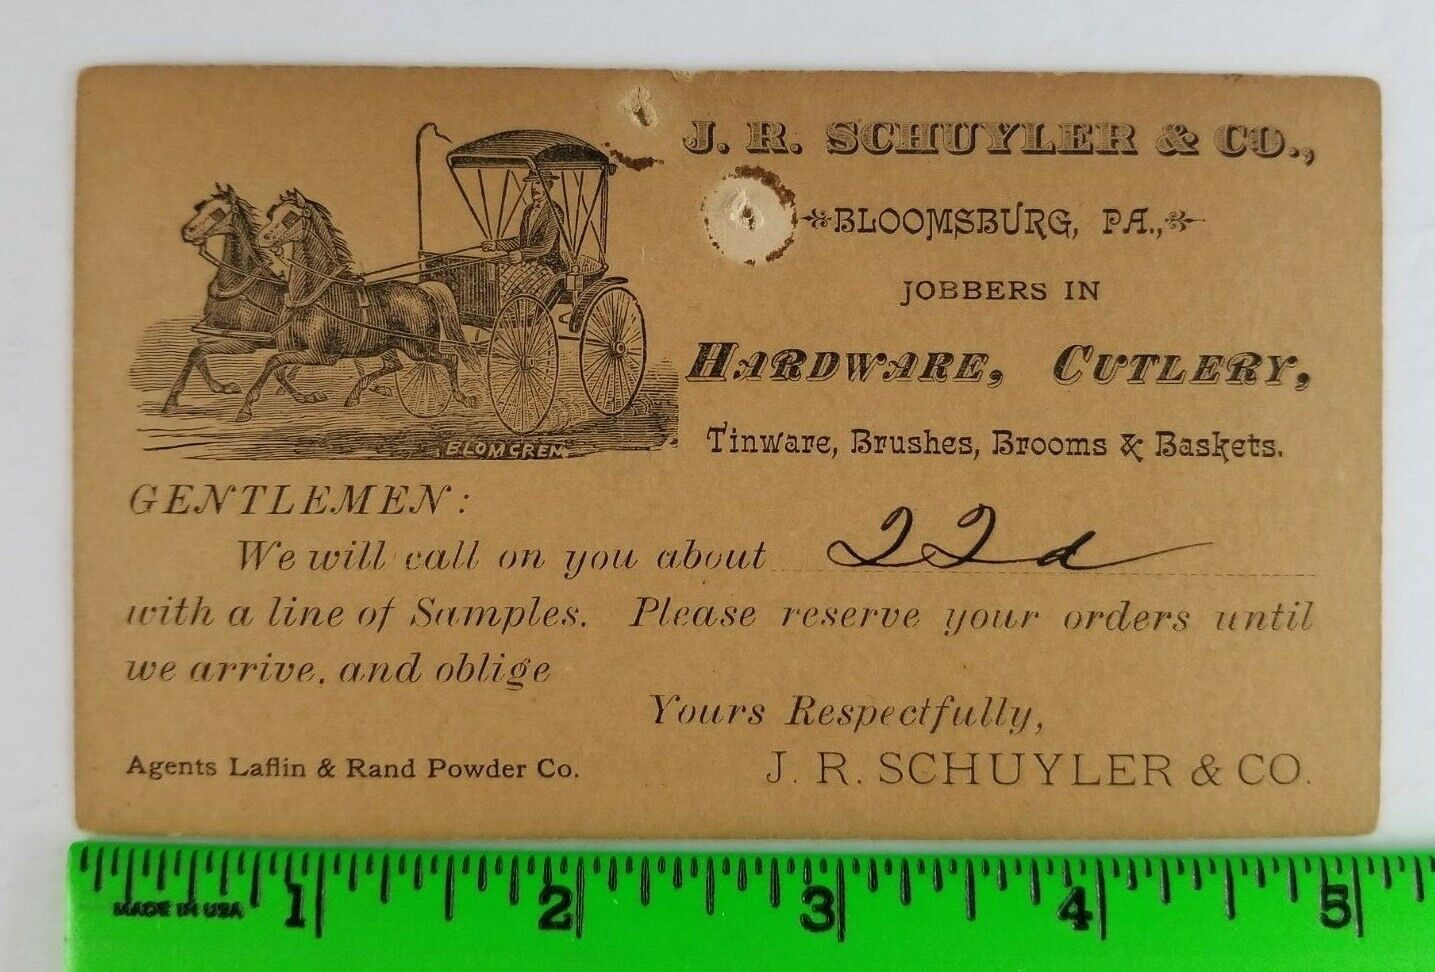 J. R. SCHUYLER & CO.,
BLOOMSBURG, PA.,
JOBBERS IN
HARDWARE, CUTLERY,
Tinware, Brushes, Brooms & Baskets.
BLOMGREN
GENTLEMEN:
We will call on you about 22d
with a line of Samples. Please reserve your orders until
we arrive, and oblige
Yours Respectfully,
Agents Laflin & Rand Powder Co.
J. R. SCHUYLER & CO.
MADE IN USA
1 2 3 4 5